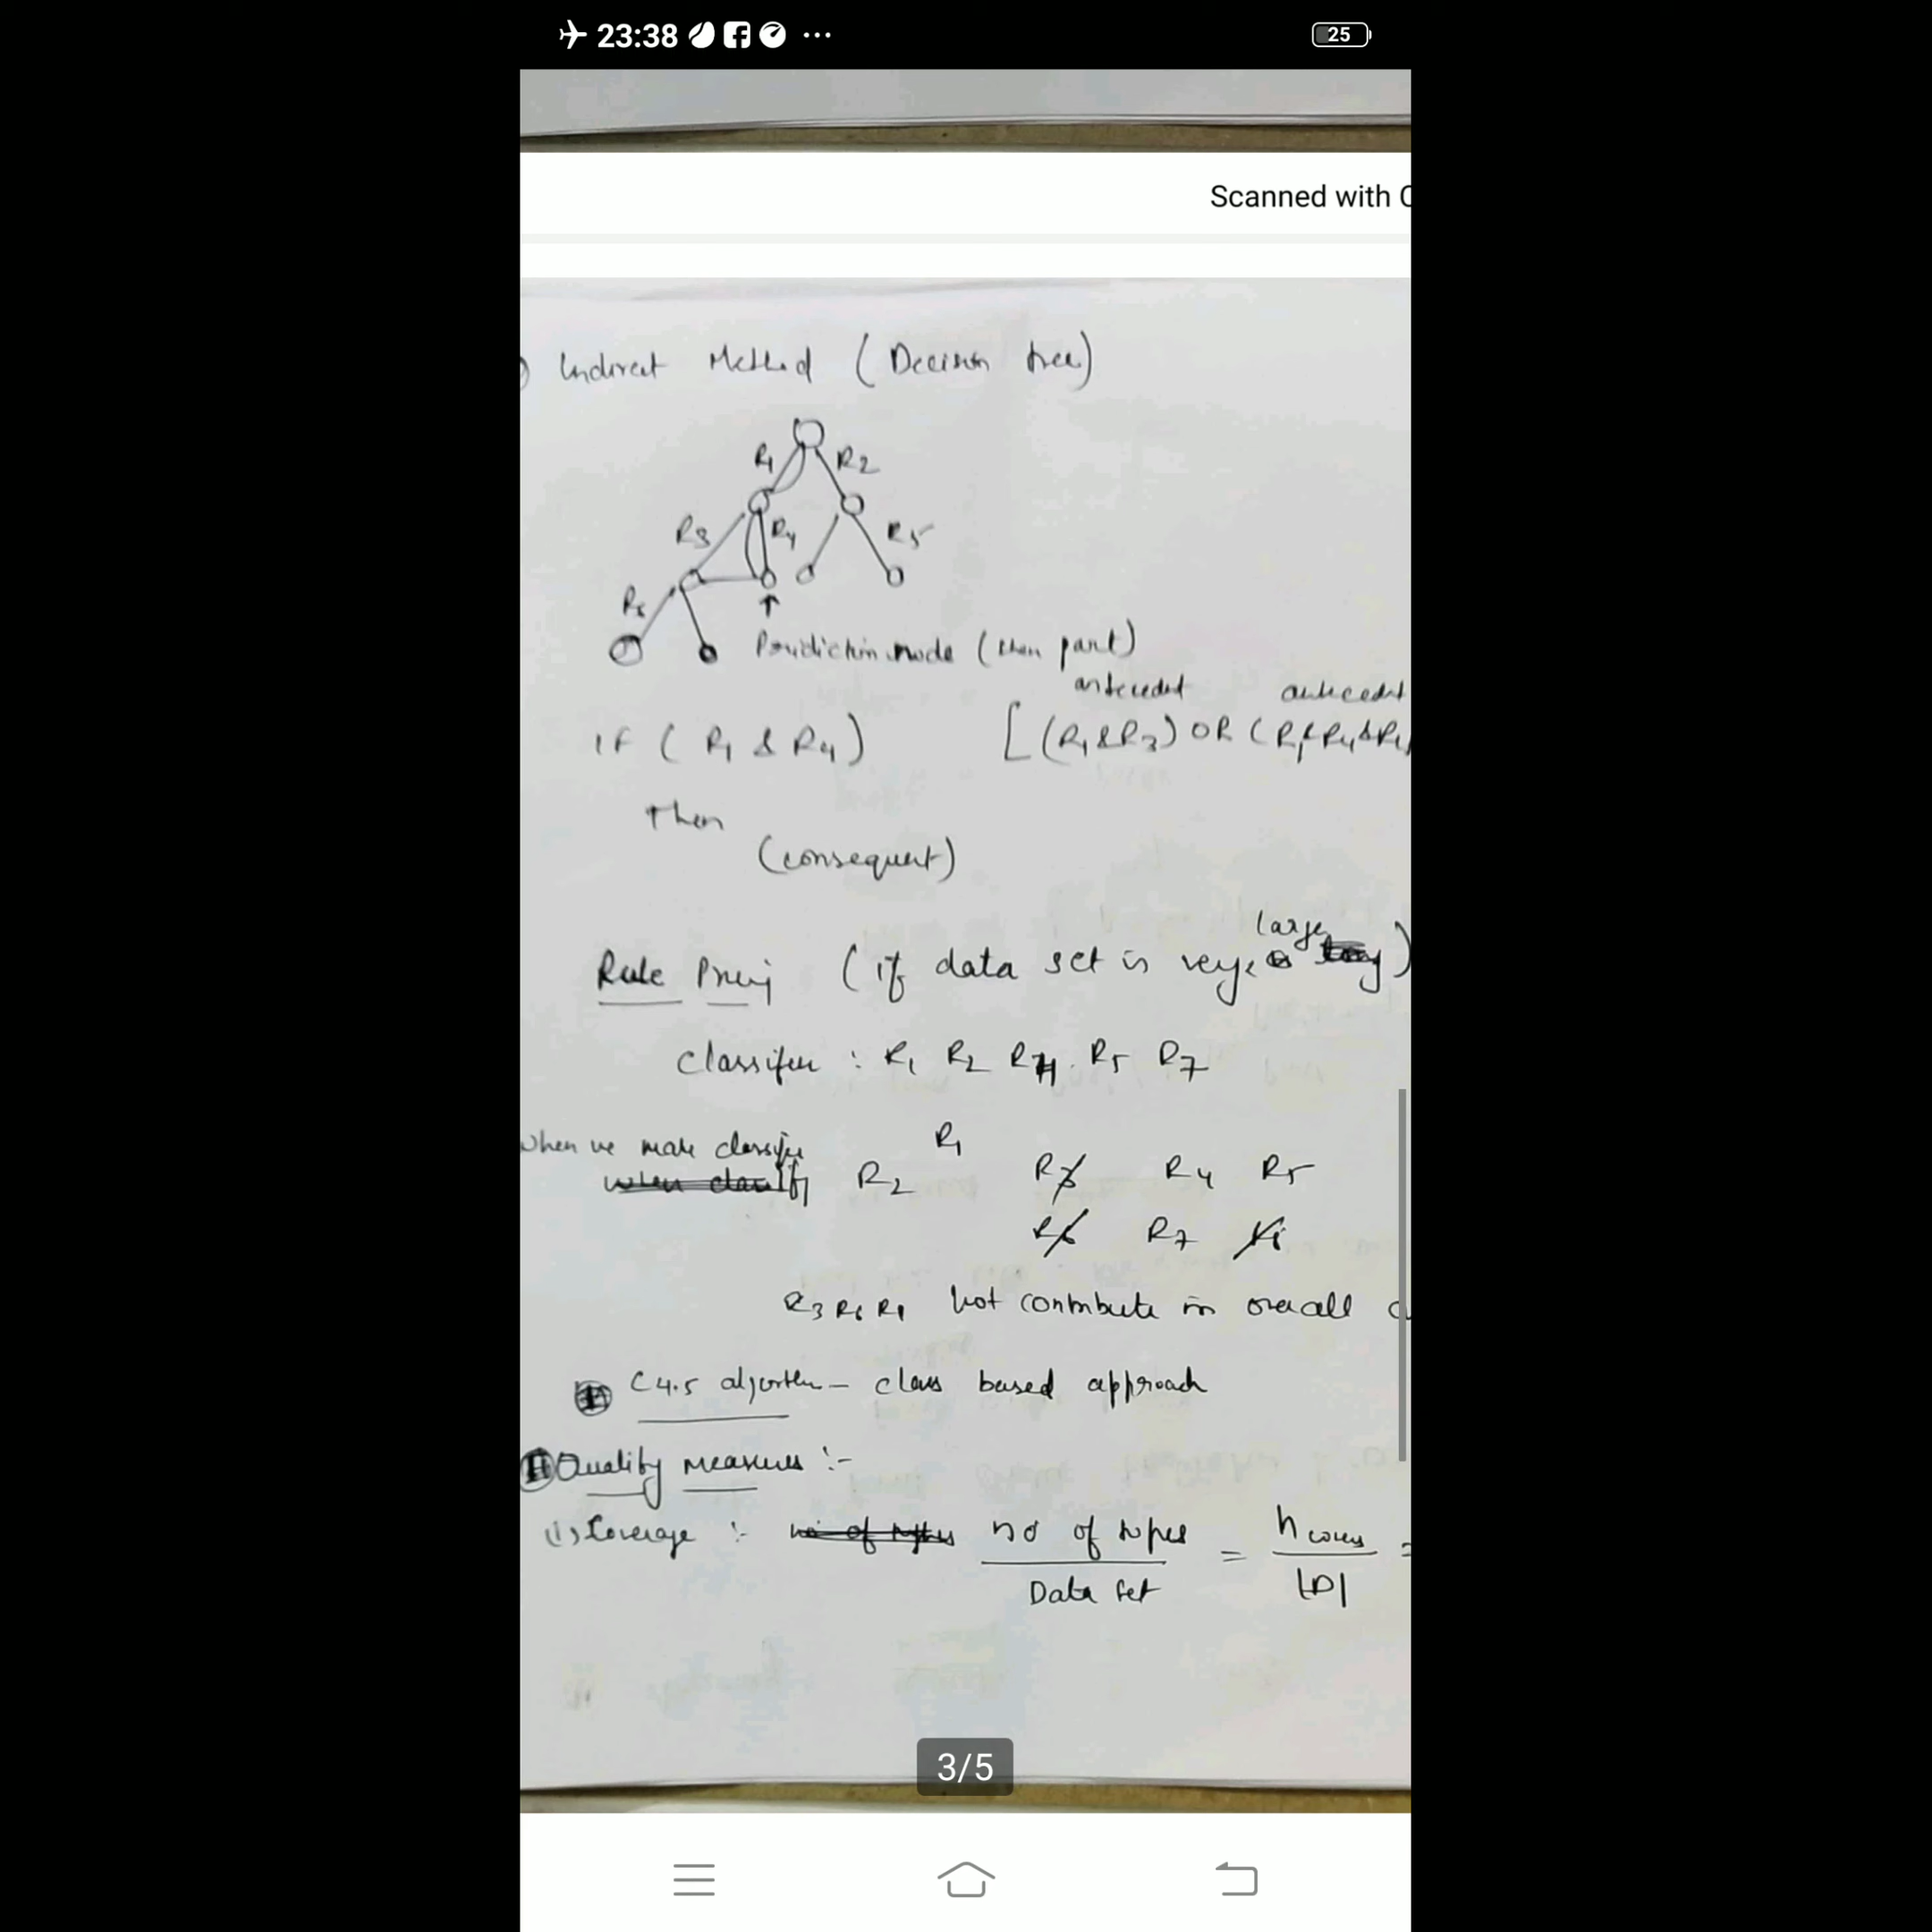 23:38
25
Scanned with C
Indirect Method (Decision tree)
R1 R2
R3 R4 R5
Prediction node (then part)
antecedent antecedent
IF ( R1 & R4 ) [ (R1 & R3) OR ( R1 & R4 &
Then
(consequent)
large
Rule (if data set is very )
Classifier : R1 R2 R4 R5 R7
When we make classifier
R1
R2 R3 R4 R5
R6 R7
R3 R6 not contribute in overall
C4.5 algorithm - class based approach
Quality Measures :-
(i) Coverage :- no of
Data Set
= n covers
|D|
=
3/5